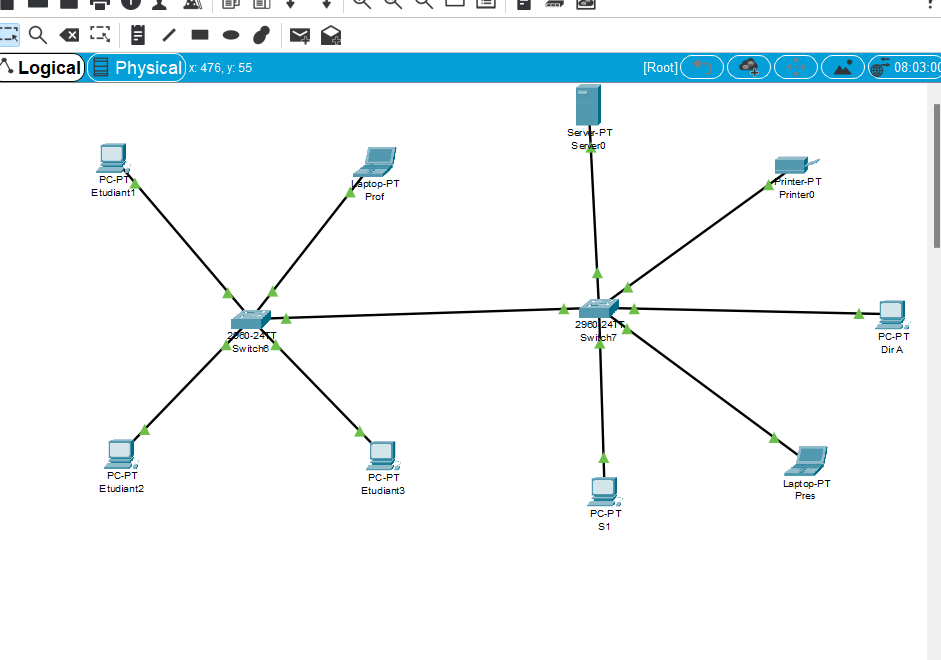 Logical
Physical
x: 476, y: 55
[Root]
08:03:00
Server-PT
Server0
PC-PT
Etudiant1
Laptop-PT
Prof
Printer-PT
Printer0
2960-24TT
Switch6
2960-24TT
Switch7
PC-PT
Dir A
PC-PT
Etudiant2
PC-PT
Etudiant3
Laptop-PT
Pres
PC-PT
S1